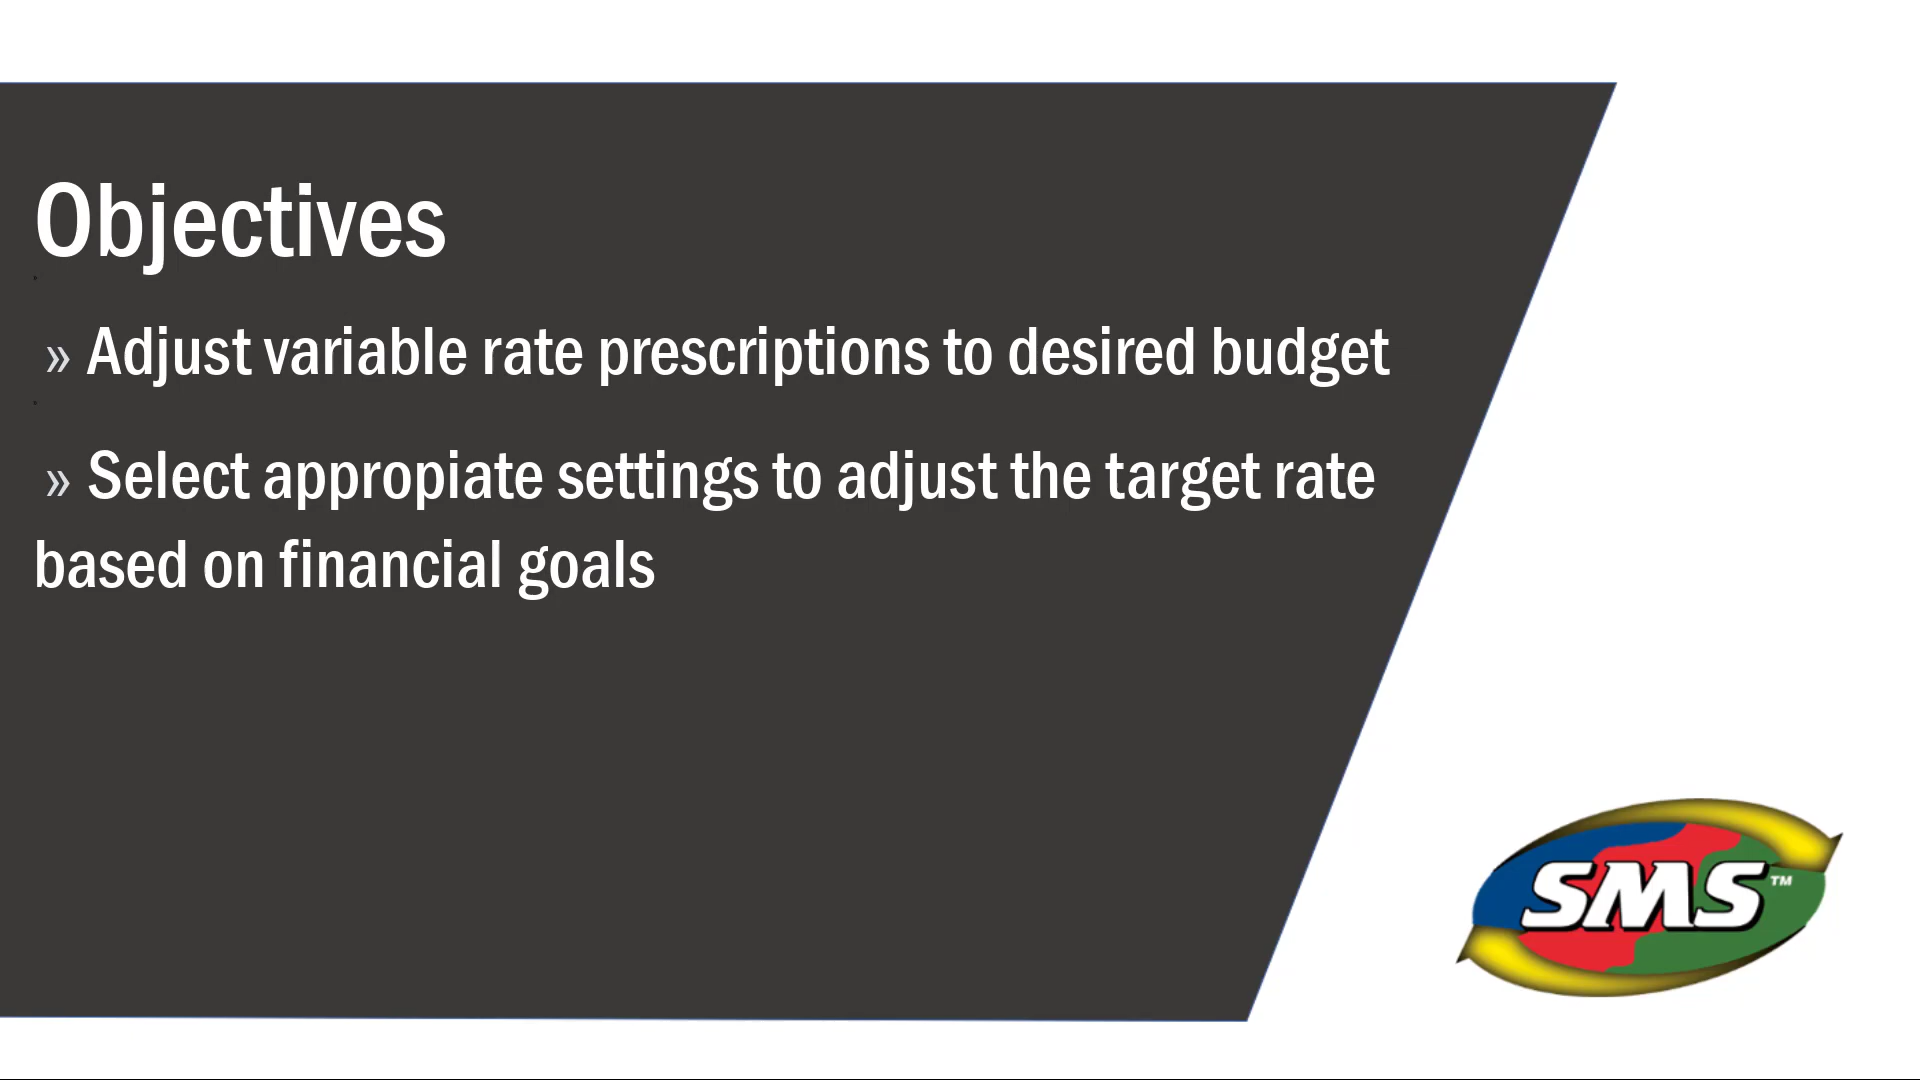 Objectives
» Adjust variable rate prescriptions to desired budget
» Select appropiate settings to adjust the target rate
based on financial goals
SMS™